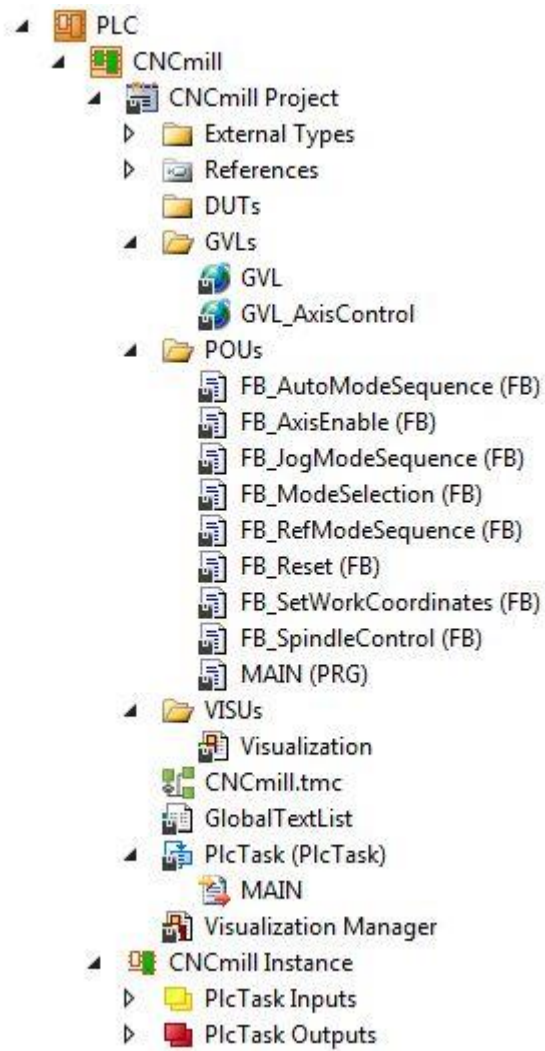 PLC
CNCmill
CNCmill Project
External Types
References
DUTs
GVLs
GVL
GVL_AxisControl
POUs
FB_AutoModeSequence (FB)
FB_AxisEnable (FB)
FB_JogModeSequence (FB)
FB_ModeSelection (FB)
FB_RefModeSequence (FB)
FB_Reset (FB)
FB_SetWorkCoordinates (FB)
FB_SpindleControl (FB)
MAIN (PRG)
VISUs
Visualization
CNCmill.tmc
GlobalTextList
PlcTask (PlcTask)
MAIN
Visualization Manager
CNCmill Instance
PlcTask Inputs
PlcTask Outputs